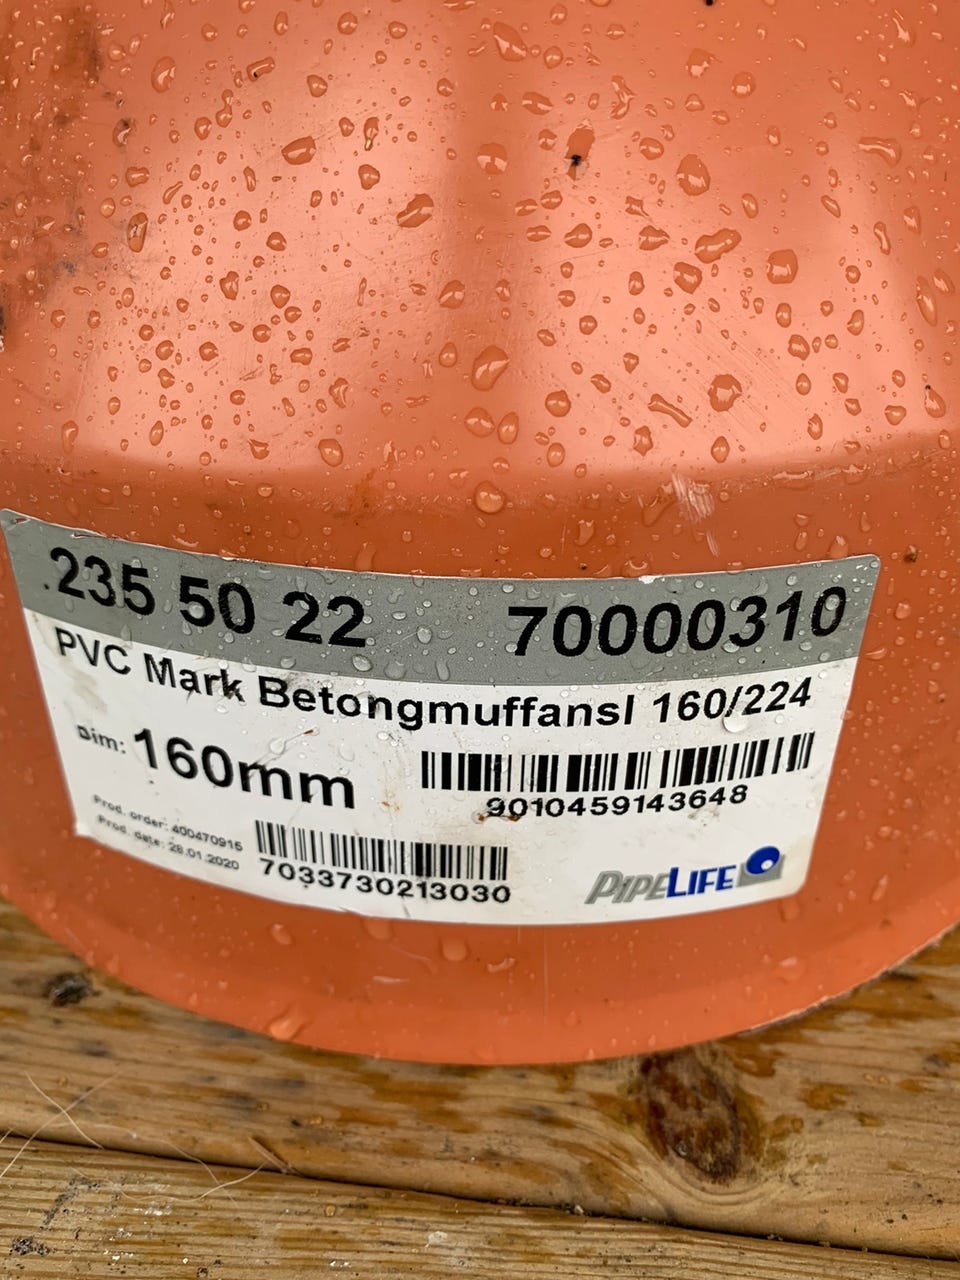 235 50 22 70000310
PVC Mark Betongmuffansl 160/224
Dim: 160mm
9010459143648
Prod. order: 400470915
Prod. date: 28.01.2020
7033730213030
PIPELIFE